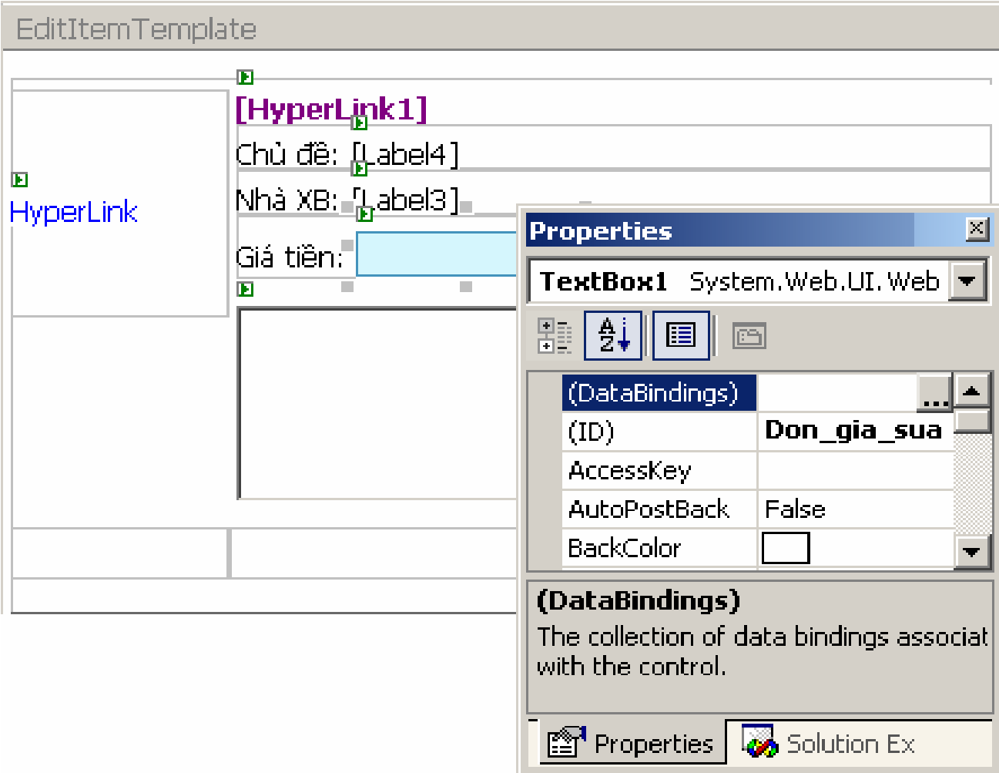 EditItemTemplate
[HyperLink1]
Chủ đề: [Label4]
Nhà XB: [Label3]
HyperLink
Giá tiền:
Properties
TextBox1 System.Web.UI.Web
(DataBindings) ...
(ID) Don_gia_sua
AccessKey
AutoPostBack False
BackColor
(DataBindings)
The collection of data bindings associat
with the control.
Properties Solution Ex